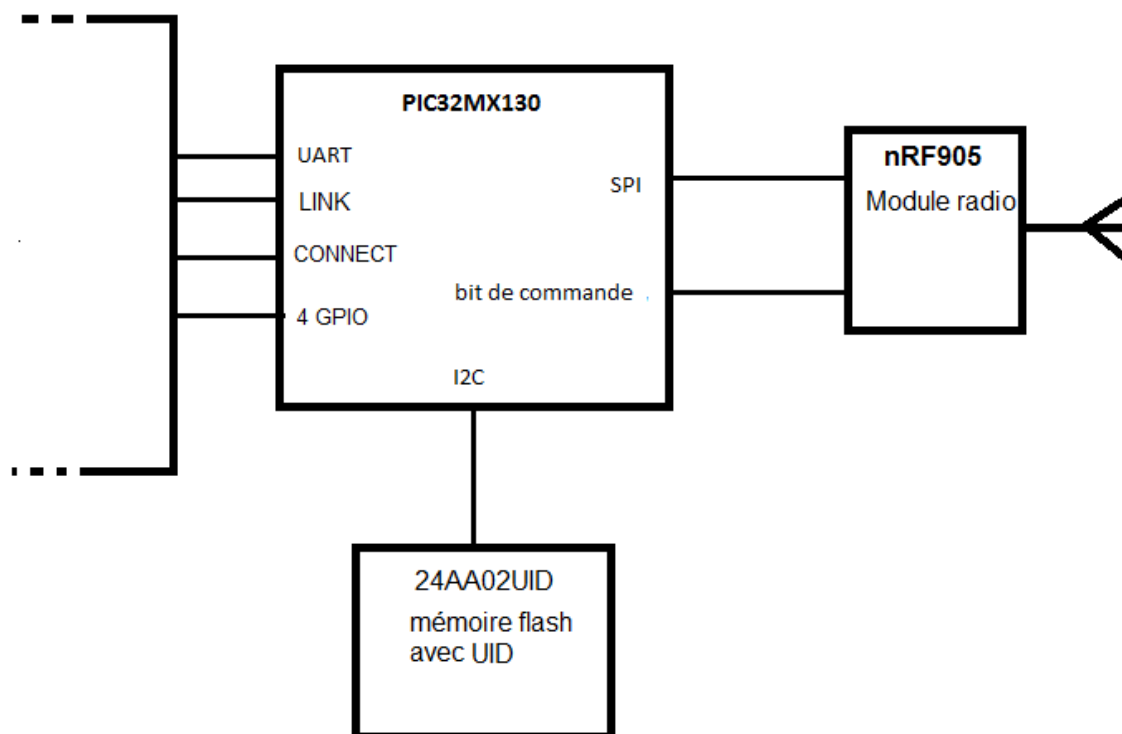 PIC32MX130
UART
LINK
CONNECT
4 GPIO
SPI
bit de commande
I2C
nRF905
Module radio
24AA02UID
mémoire flash
avec UID